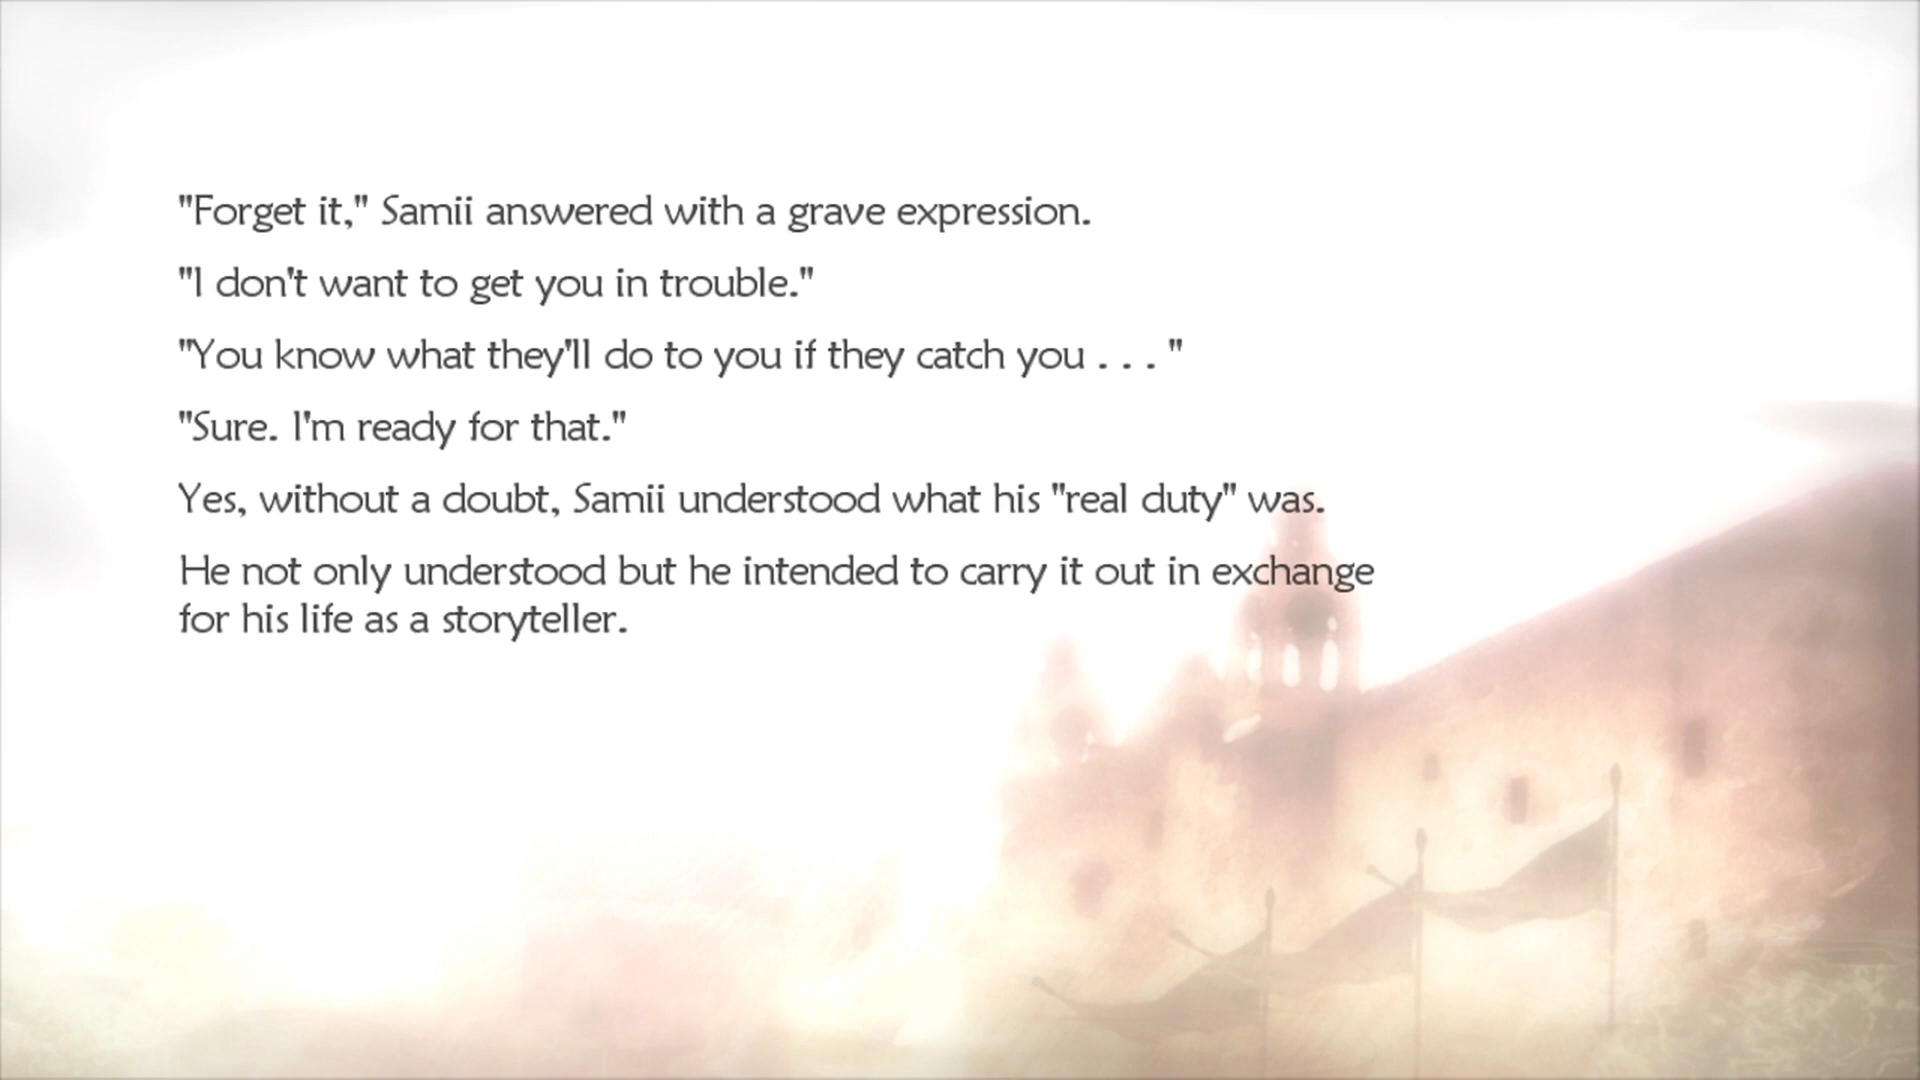 "Forget it," Samii answered with a grave expression.
"I don't want to get you in trouble."
"You know what they'll do to you if they catch you . . . "
"Sure. I'm ready for that."
Yes, without a doubt, Samii understood what his "real duty" was.
He not only understood but he intended to carry it out in exchange
for his life as a storyteller.